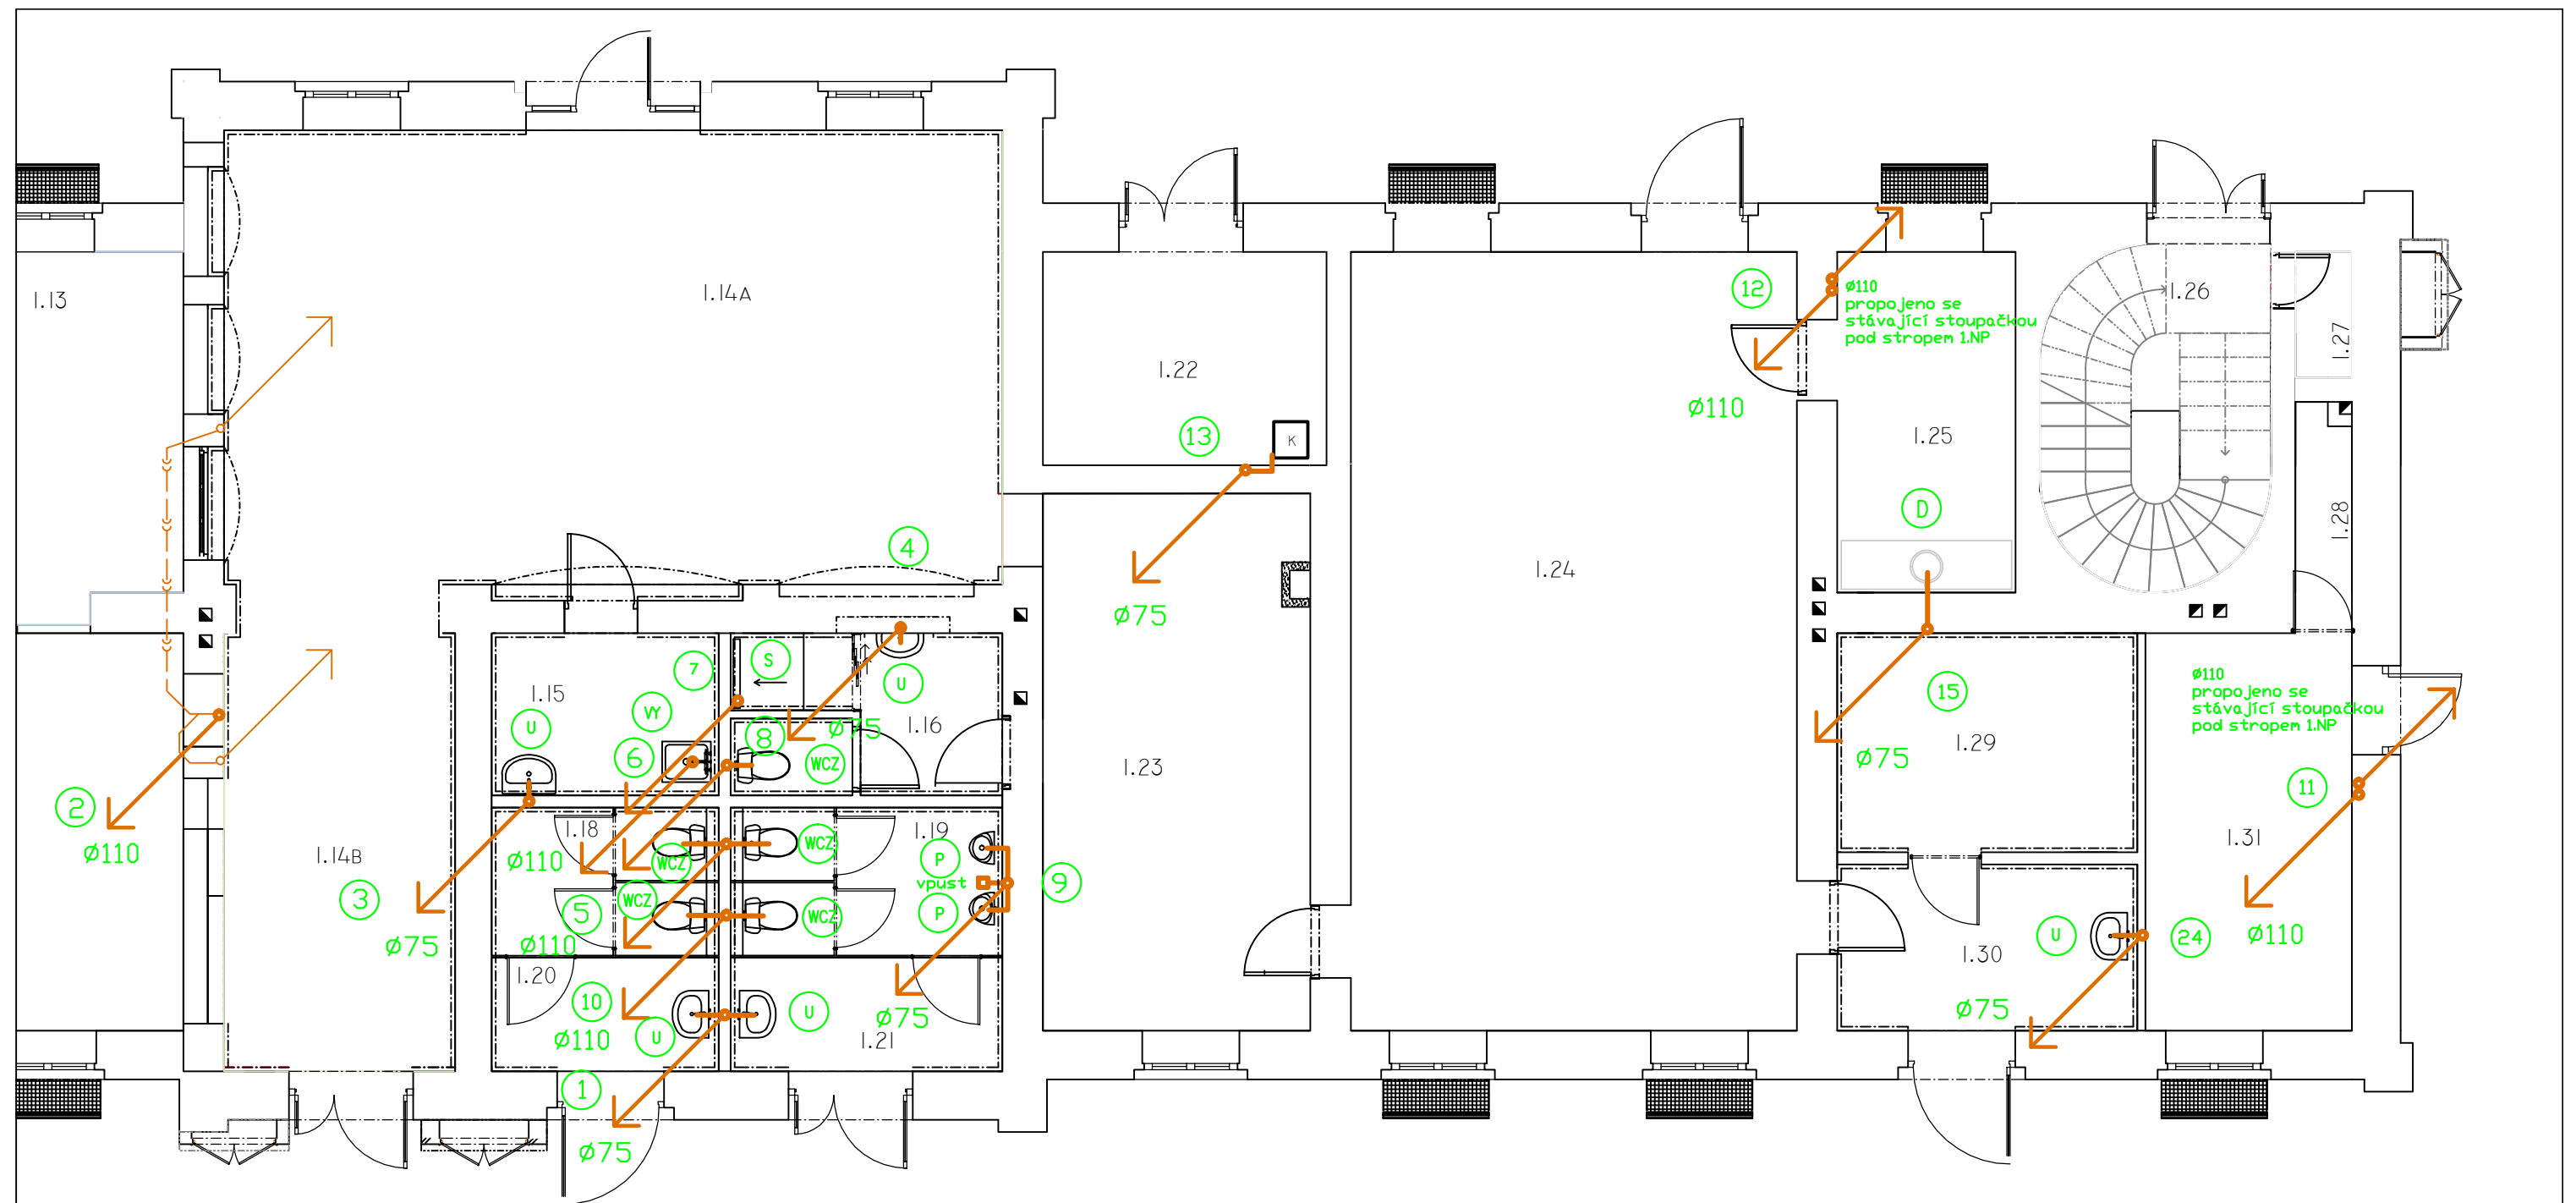 1.13
1.14A
12
Ø110
propojeno se
stávající stoupačkou
pod stropem 1.NP
1.26
1.27
1.22
Ø110
13
K
1.25
D
1.28
4
1.24
Ø75
7
S
U
1.15
VY
U
8
Ø75
1.16
6
WCZ
15
1.29
Ø75
Ø110
propojeno se
stávající stoupačkou
pod stropem 1.NP
1.23
11
2
Ø110
1.14B
3
Ø75
1.18
Ø110
WCZ
WCZ
1.19
P
vpust
P
9
WCZ
5
WCZ
Ø110
1.31
U
24
Ø110
1.30
Ø75
1.20
10
Ø110
U
U
Ø75
1.21
1
Ø75